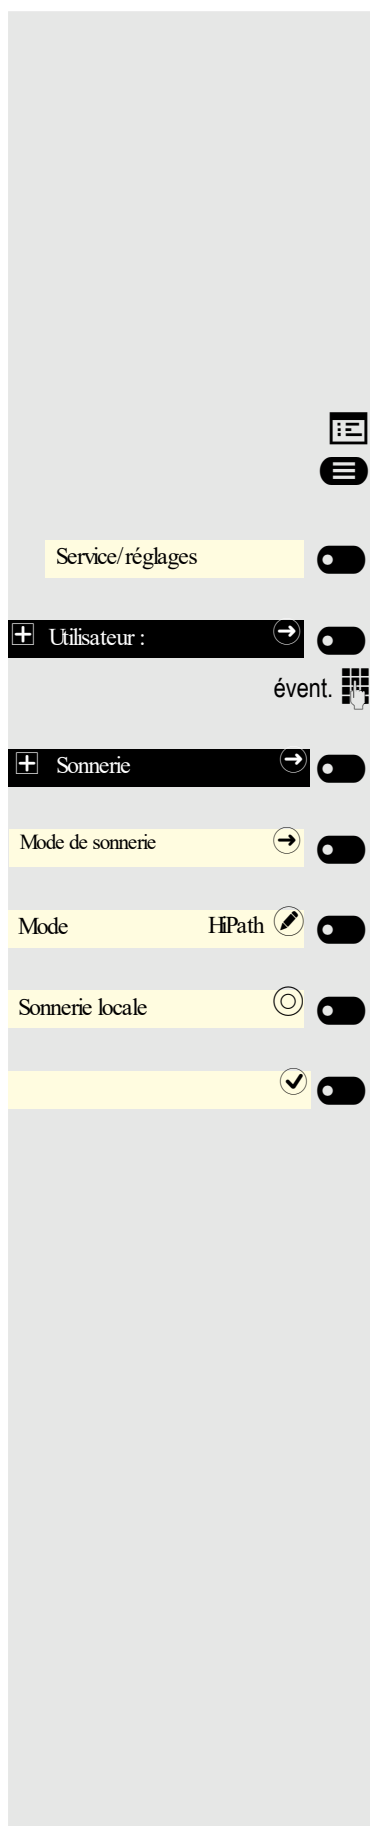 Service/réglages
Utilisateur :
évent.
Sonnerie
Mode de sonnerie
Mode HiPath
Sonnerie locale